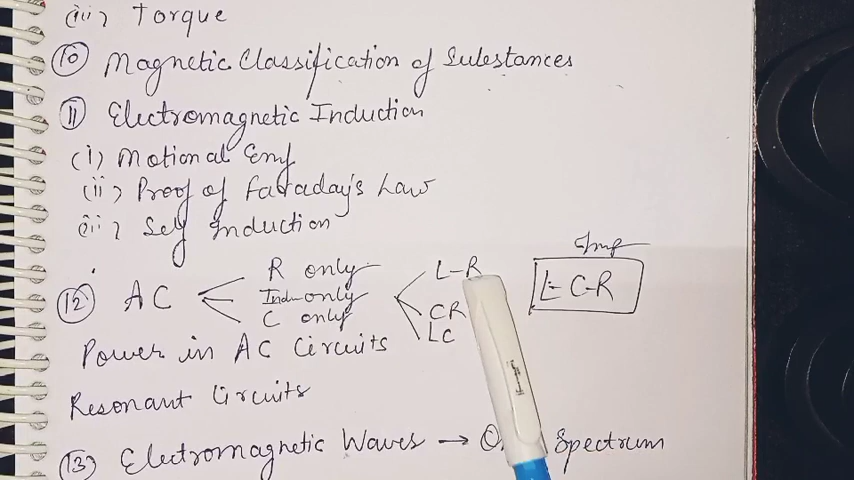 (iii) Torque
10 Magnetic Classification of Substances
11 Electromagnetic Induction
(i) Motional Emf
(ii) Proof of Faraday's Law
(iii) Self Induction
12 AC
R only
Ind. only
C only
L-R
CR
LC
Imp
L-C-R
Power in AC Circuits
Resonant Circuits
13 Electromagnetic Waves → Spectrum